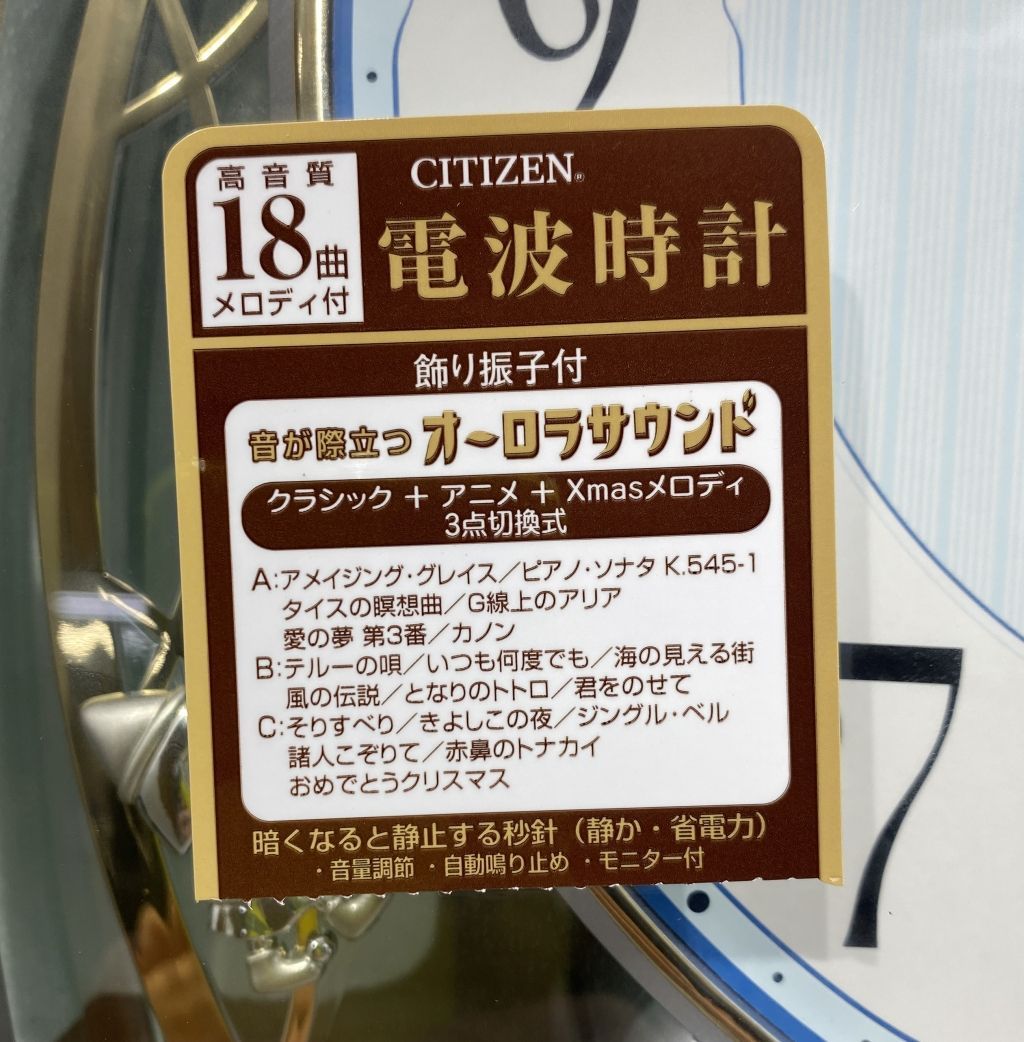 高音質
18曲
メロディ付
CITIZEN®
電波時計
飾り振子付
音が際立つ オーロラサウンド
クラシック + アニメ + Xmasメロディ
3点切換式
A:アメイジング・グレイス/ピアノ・ソナタ K.545-1
タイスの瞑想曲/G線上のアリア
愛の夢 第3番/カノン
B:テルーの唄/いつも何度でも/海の見える街
風の伝説/となりのトトロ/君をのせて
C:そりすべり/きよしこの夜/ジングル・ベル
諸人こぞりて/赤鼻のトナカイ
おめでとうクリスマス
暗くなると静止する秒針(静か・省電力)
・音量調節 ・自動鳴り止め ・モニター付
7